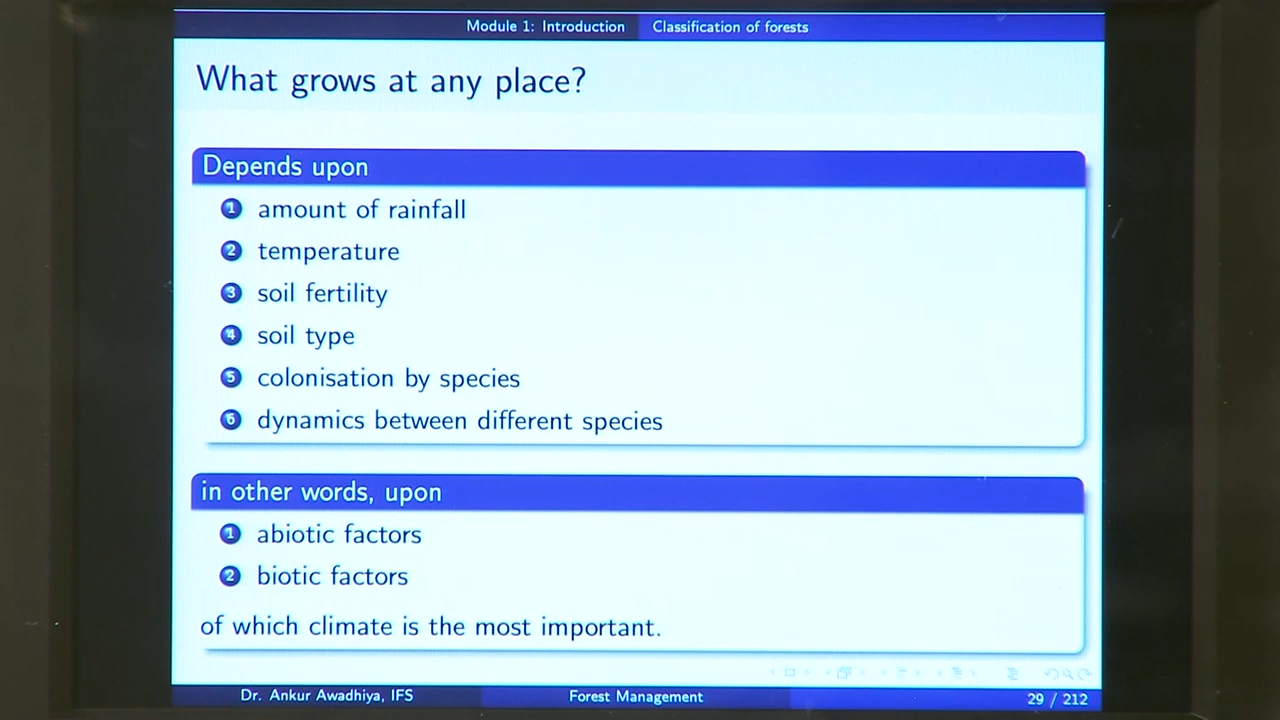 Module 1: Introduction Classification of forests
What grows at any place?
Depends upon
1 amount of rainfall
2 temperature
3 soil fertility
4 soil type
5 colonisation by species
6 dynamics between different species
in other words, upon
1 abiotic factors
2 biotic factors
of which climate is the most important.
Dr. Ankur Awadhiya, IFS Forest Management 29 / 212